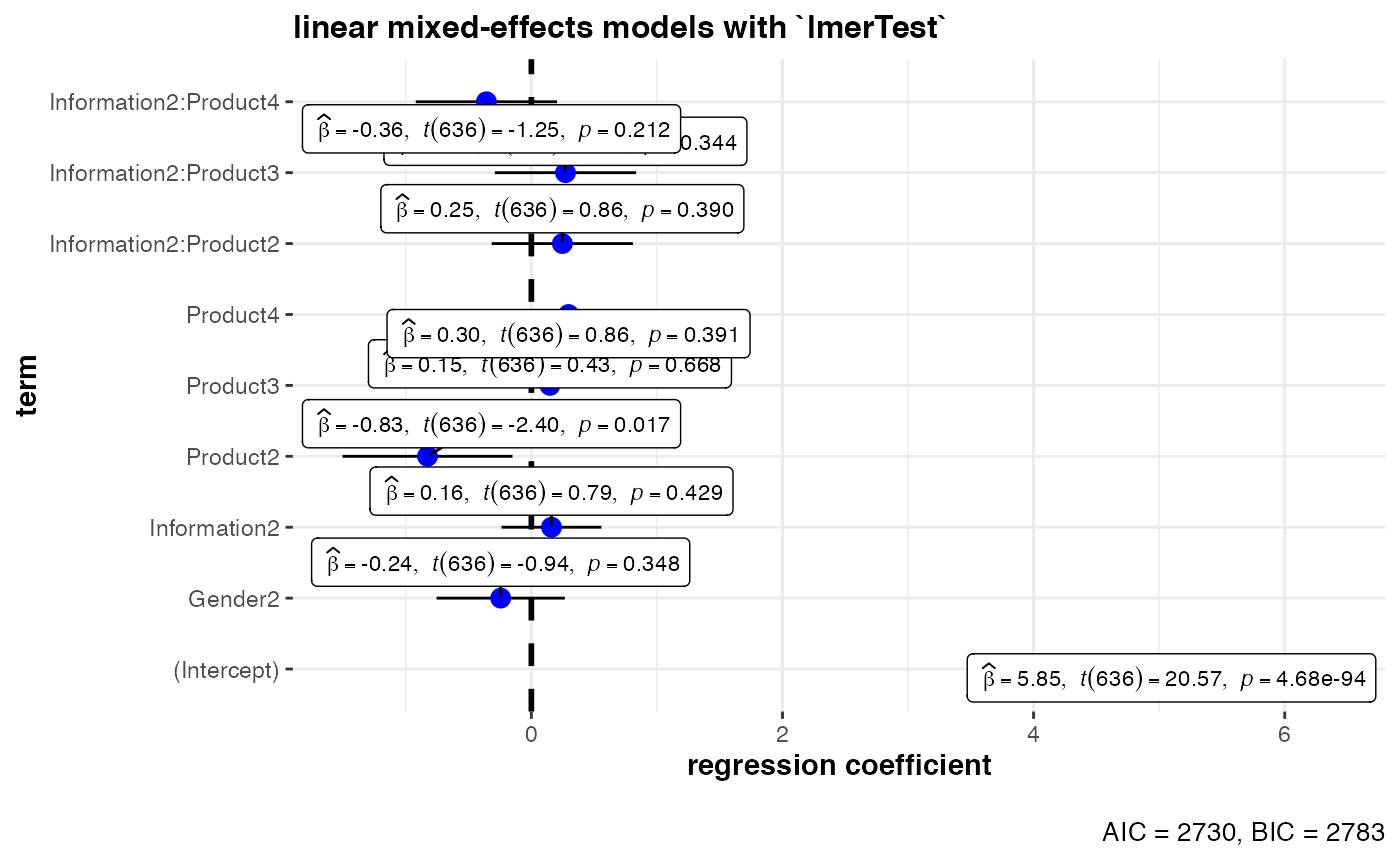 linear mixed-effects models with `lmerTest`
Information2:Product4
β̂ = -0.36, t(636) = -1.25, p = 0.212
0.344
Information2:Product3
β̂ = 0.25, t(636) = 0.86, p = 0.390
Information2:Product2
Product4
β̂ = 0.30, t(636) = 0.86, p = 0.391
β̂ = 0.15, t(636) = 0.43, p = 0.668
Product3
β̂ = -0.83, t(636) = -2.40, p = 0.017
Product2
β̂ = 0.16, t(636) = 0.79, p = 0.429
Information2
β̂ = -0.24, t(636) = -0.94, p = 0.348
Gender2
(Intercept)
β̂ = 5.85, t(636) = 20.57, p = 4.68e-94
term
0 2 4 6
regression coefficient
AIC = 2730, BIC = 2783